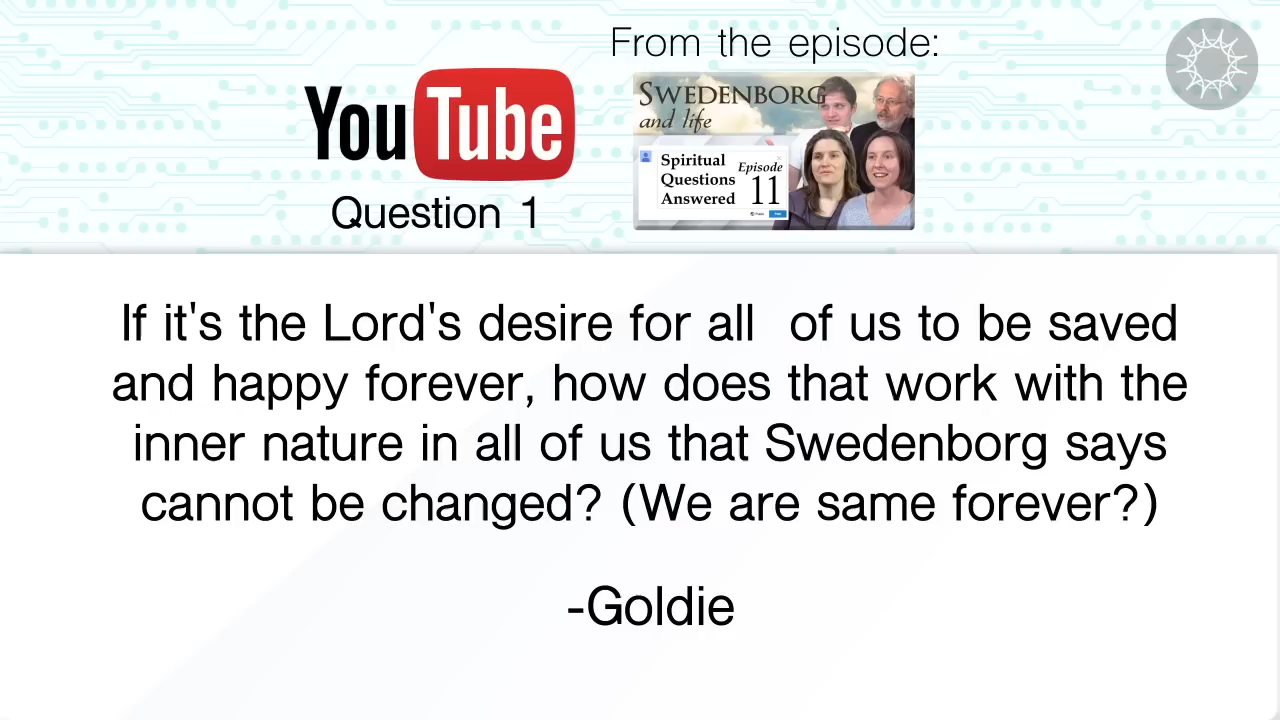 From the episode:
YouTube
Question 1
SWEDENBORG
and life
Spiritual
Questions
Answered
Episode
11
If it's the Lord's desire for all of us to be saved
and happy forever, how does that work with the
inner nature in all of us that Swedenborg says
cannot be changed? (We are same forever?)
-Goldie